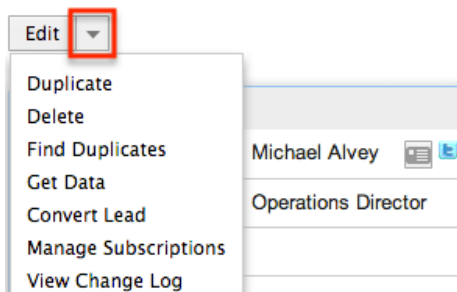 Edit
Duplicate
Delete
Find Duplicates
Get Data
Convert Lead
Manage Subscriptions
View Change Log
Michael Alvey
Operations Director